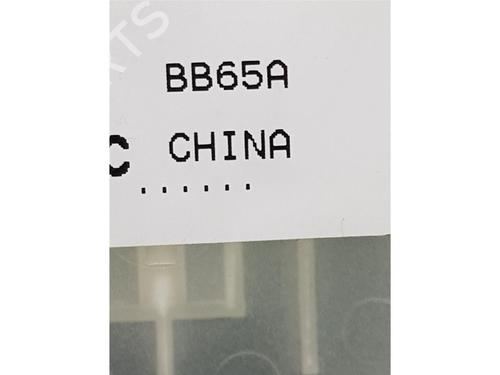 BB65A
C CHINA
......